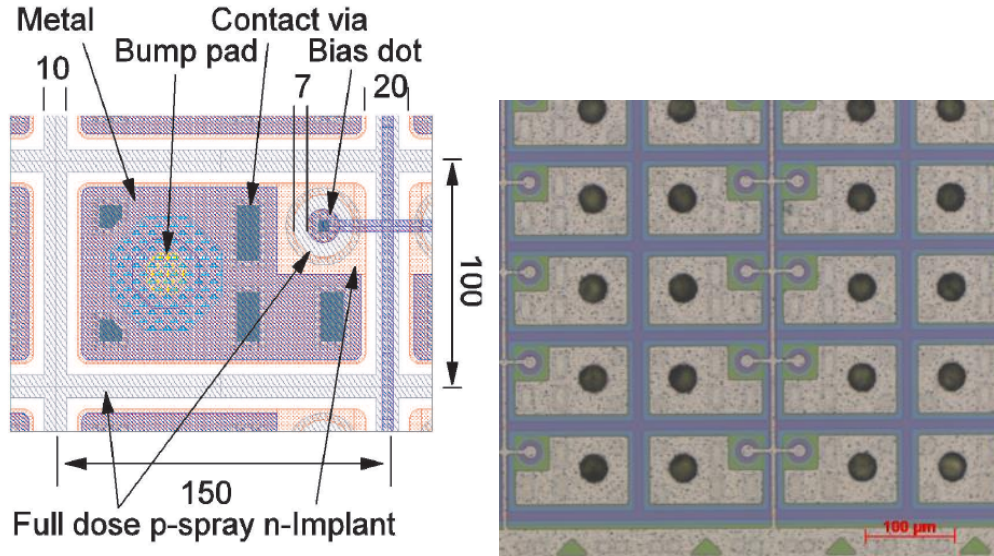 Metal
Contact via
Bump pad
Bias dot
10
7
20
100
150
Full dose p-spray
n-Implant
100 µm